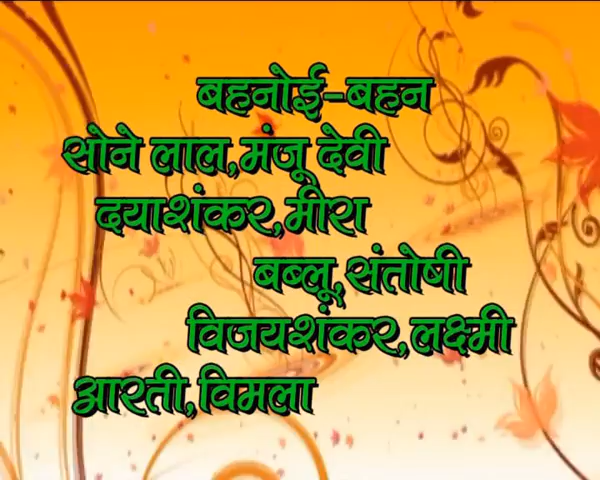 बहनोई-बहन
सोने लाल,मंजू देवी
दयाशंकर,मीरा
बब्लू,संतोषी
विजयशंकर,लक्ष्मी
आरती,विमला